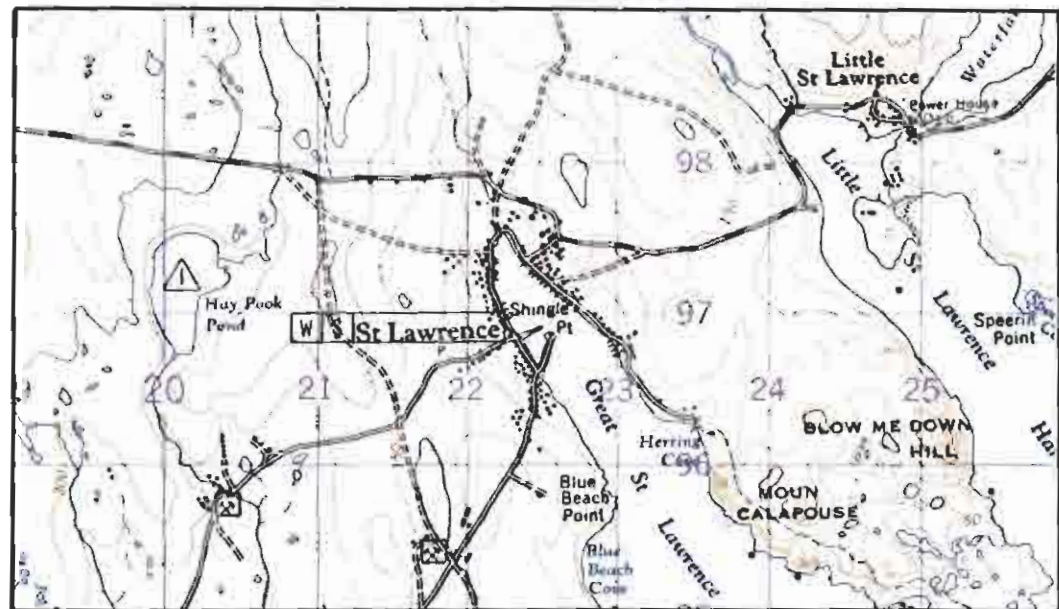 Little
St Lawrence
Power House
98
Little
St
Hay Pook
Pond
W
S
St Lawrence
Shingle
Pt
97
Lawrence
Speerin
Point
20
21
22
23
24
25
Great
Herring
96
BLOW ME DOWN
HILL
Har
St
Blue
Beach
Point
MOUN
CALAPOUSE
Blue
Beach
Cove
Lawrence
50